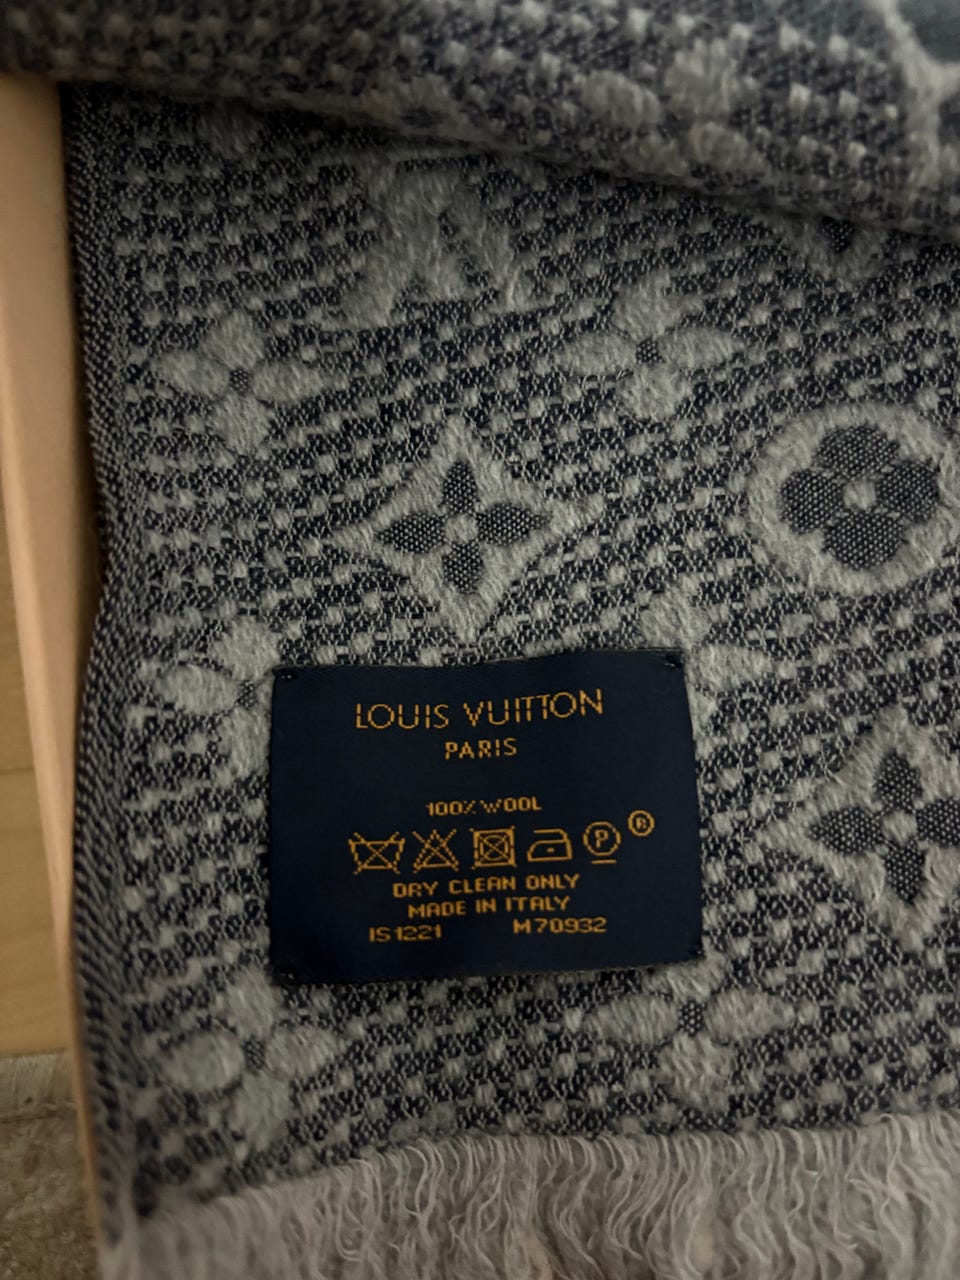 LOUIS VUITTON
PARIS
100% WOOL
P ®
DRY CLEAN ONLY
MADE IN ITALY
IS1221 M70932